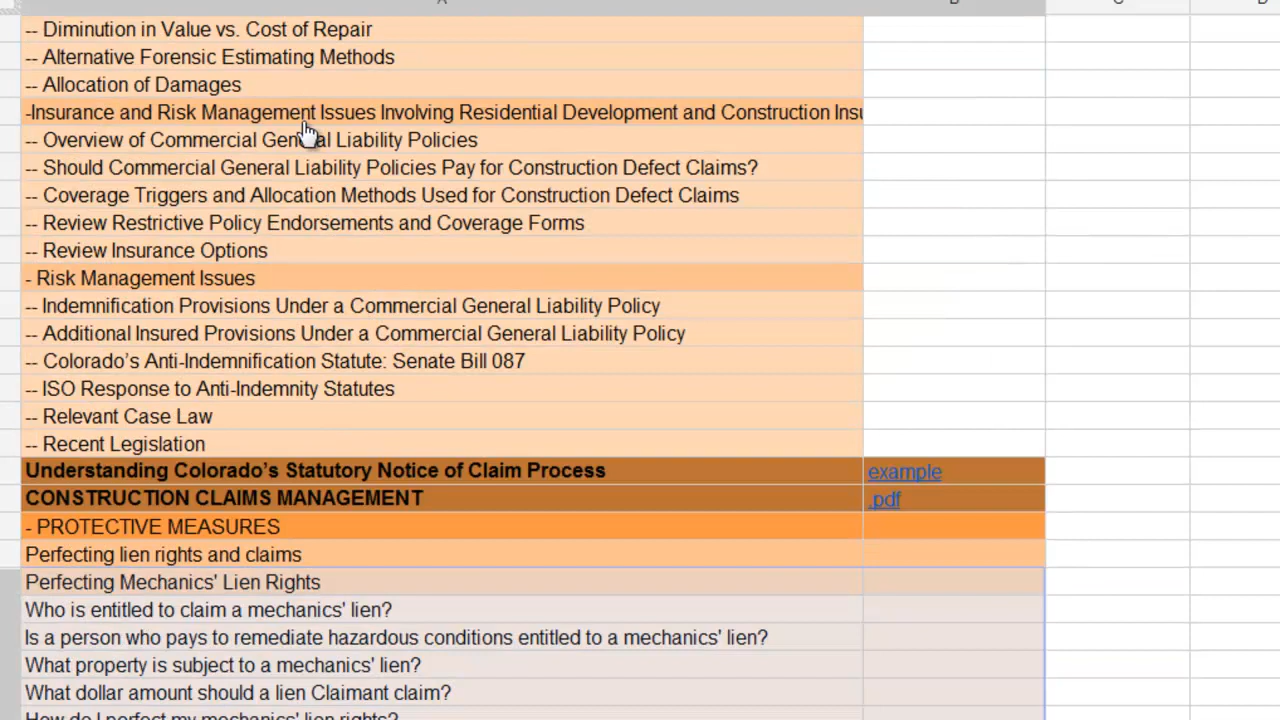 -- Diminution in Value vs. Cost of Repair
-- Alternative Forensic Estimating Methods
-- Allocation of Damages
-Insurance and Risk Management Issues Involving Residential Development and Construction Insu
-- Overview of Commercial General Liability Policies
-- Should Commercial General Liability Policies Pay for Construction Defect Claims?
-- Coverage Triggers and Allocation Methods Used for Construction Defect Claims
-- Review Restrictive Policy Endorsements and Coverage Forms
-- Review Insurance Options
- Risk Management Issues
-- Indemnification Provisions Under a Commercial General Liability Policy
-- Additional Insured Provisions Under a Commercial General Liability Policy
-- Colorado’s Anti-Indemnification Statute: Senate Bill 087
-- ISO Response to Anti-Indemnity Statutes
-- Relevant Case Law
-- Recent Legislation
Understanding Colorado’s Statutory Notice of Claim Process example
CONSTRUCTION CLAIMS MANAGEMENT .pdf
- PROTECTIVE MEASURES
Perfecting lien rights and claims
Perfecting Mechanics' Lien Rights
Who is entitled to claim a mechanics' lien?
Is a person who pays to remediate hazardous conditions entitled to a mechanics' lien?
What property is subject to a mechanics' lien?
What dollar amount should a lien Claimant claim?
How do I perfect my mechanics' lien rights?